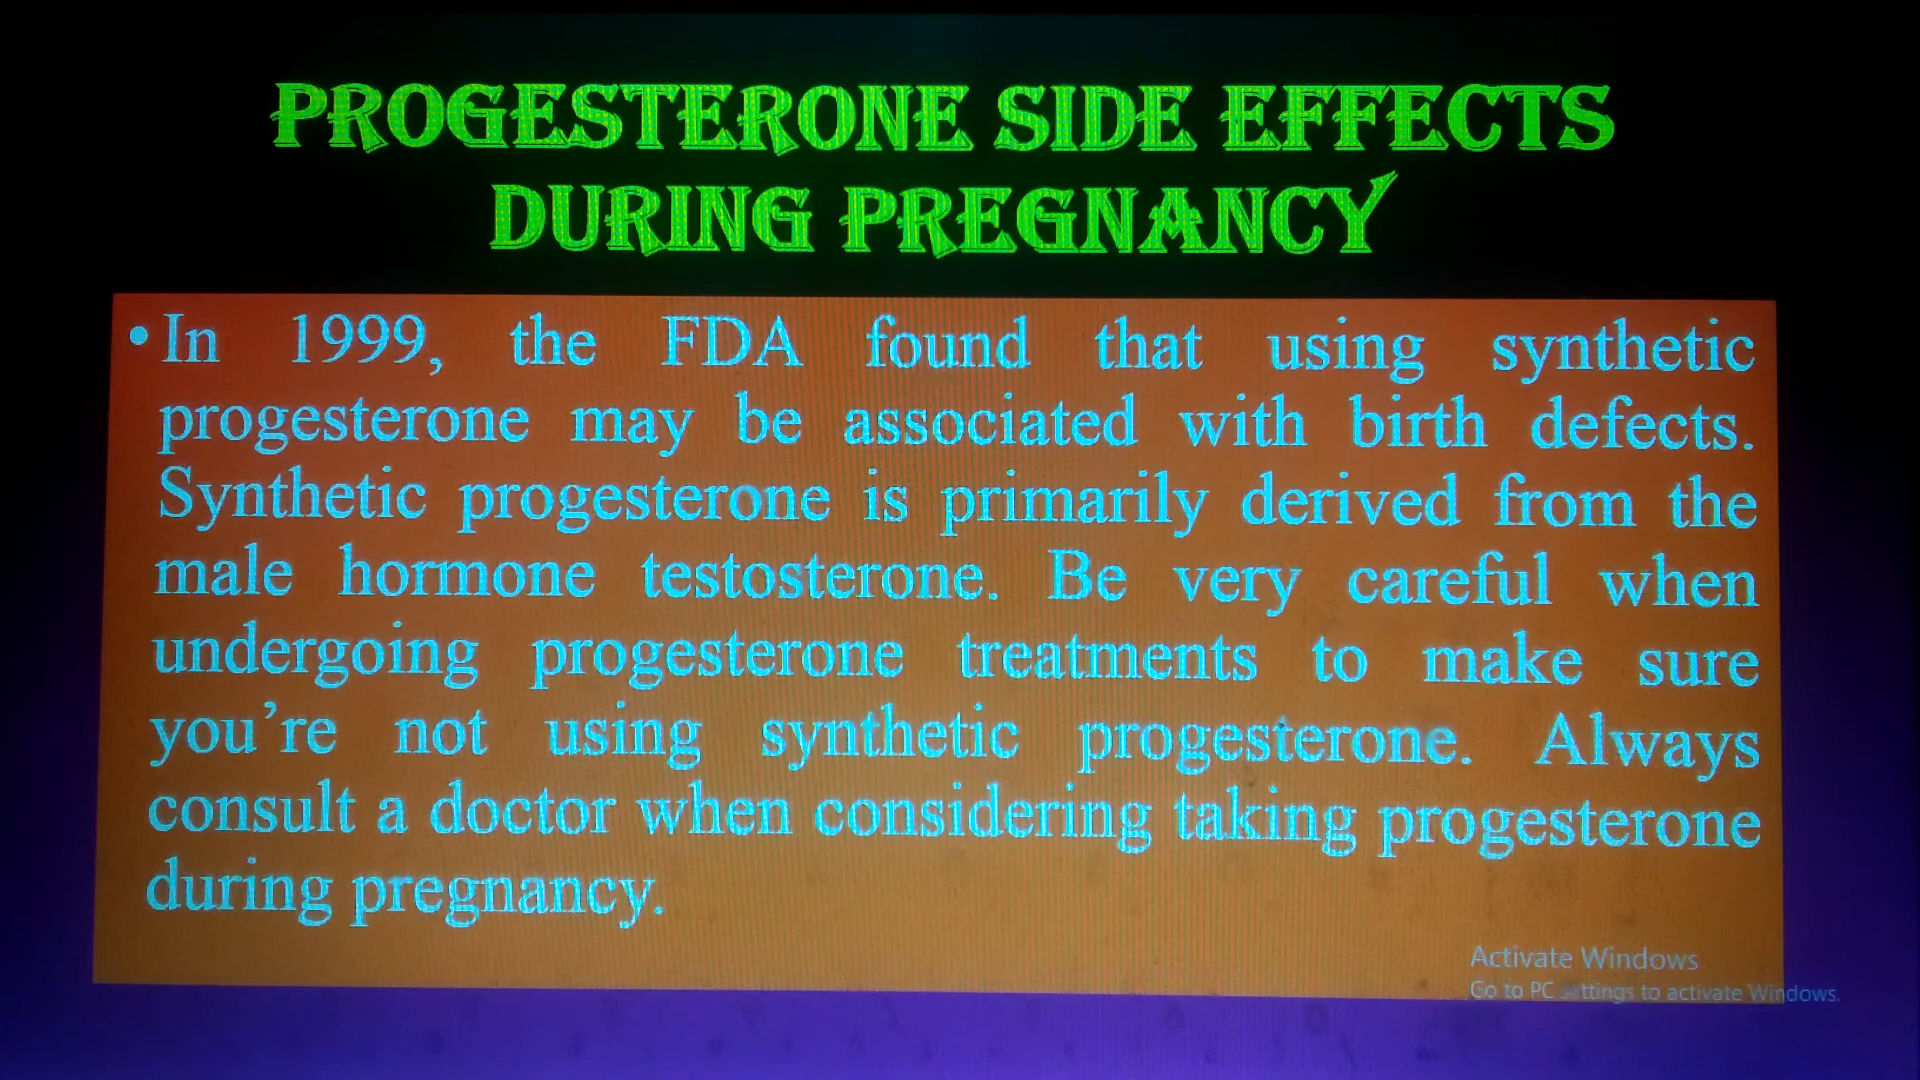 PROGESTERONE SIDE EFFECTS
DURING PREGNANCY
• In 1999, the FDA found that using synthetic
progesterone may be associated with birth defects.
Synthetic progesterone is primarily derived from the
male hormone testosterone. Be very careful when
undergoing progesterone treatments to make sure
you're not using synthetic progesterone. Always
consult a doctor when considering taking progesterone
during pregnancy.
Activate Windows
Go to PC settings to activate Windows.